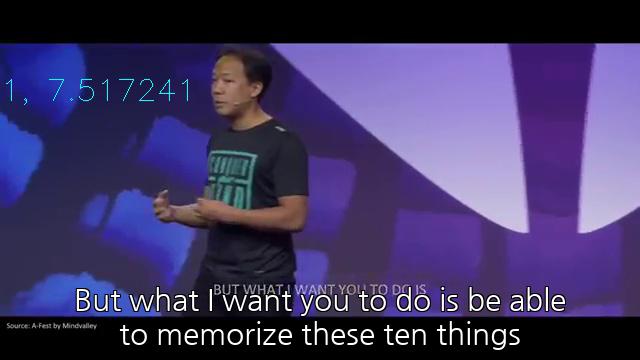 1, 7.517241
BUT WHAT I WANT YOU TO DO IS
But what I want you to do is be able
to memorize these ten things
Source: A-Fest by Mindvalley